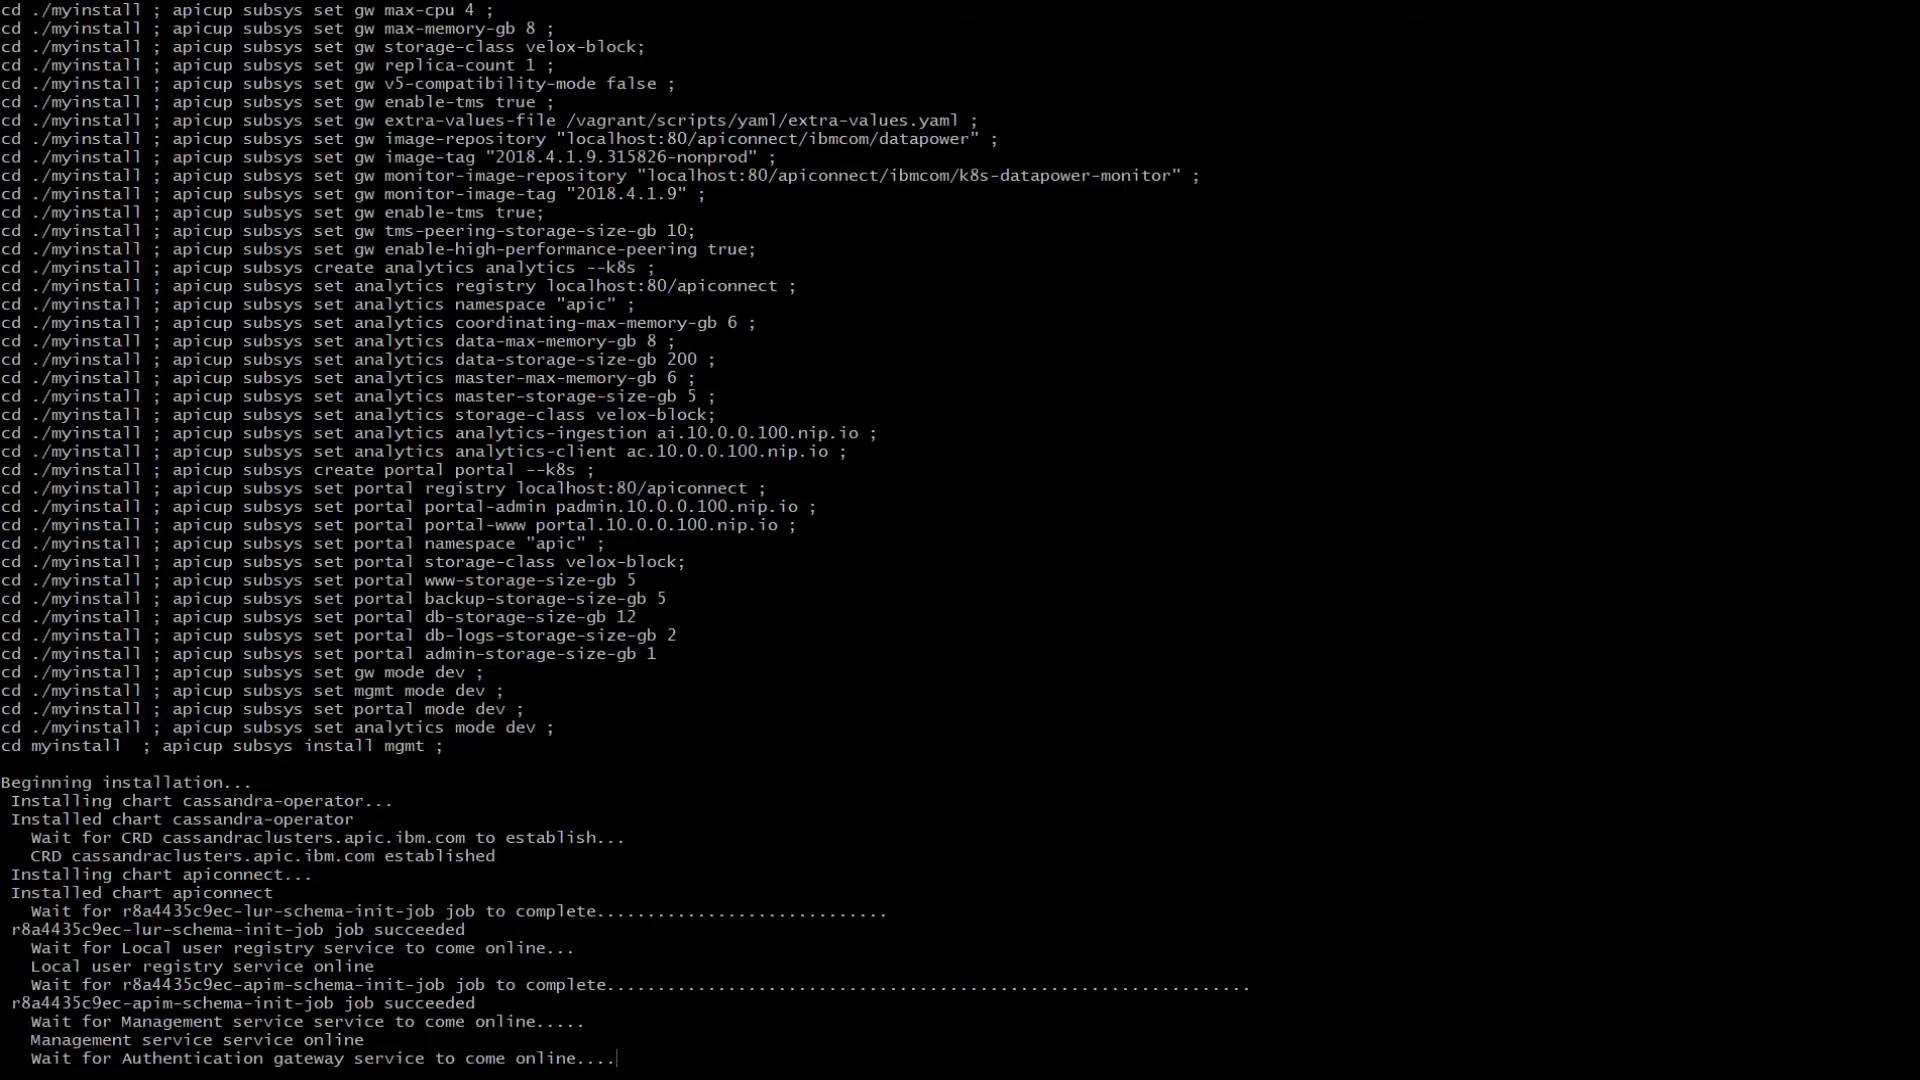 cd ./myinstall ; apicup subsys set gw max-cpu 4 ;
cd ./myinstall ; apicup subsys set gw max-memory-gb 8 ;
cd ./myinstall ; apicup subsys set gw storage-class velox-block;
cd ./myinstall ; apicup subsys set gw replica-count 1 ;
cd ./myinstall ; apicup subsys set gw v5-compatibility-mode false ;
cd ./myinstall ; apicup subsys set gw enable-tms true ;
cd ./myinstall ; apicup subsys set gw extra-values-file /vagrant/scripts/yaml/extra-values.yaml ;
cd ./myinstall ; apicup subsys set gw image-repository "localhost:80/apiconnect/ibmcom/datapower" ;
cd ./myinstall ; apicup subsys set gw image-tag "2018.4.1.9.315826-nonprod" ;
cd ./myinstall ; apicup subsys set gw monitor-image-repository "localhost:80/apiconnect/ibmcom/k8s-datapower-monitor" ;
cd ./myinstall ; apicup subsys set gw monitor-image-tag "2018.4.1.9" ;
cd ./myinstall ; apicup subsys set gw enable-tms true;
cd ./myinstall ; apicup subsys set gw tms-peering-storage-size-gb 10;
cd ./myinstall ; apicup subsys set gw enable-high-performance-peering true;
cd ./myinstall ; apicup subsys create analytics analytics --k8s ;
cd ./myinstall ; apicup subsys set analytics registry localhost:80/apiconnect ;
cd ./myinstall ; apicup subsys set analytics namespace "apic" ;
cd ./myinstall ; apicup subsys set analytics coordinating-max-memory-gb 6 ;
cd ./myinstall ; apicup subsys set analytics data-max-memory-gb 8 ;
cd ./myinstall ; apicup subsys set analytics data-storage-size-gb 200 ;
cd ./myinstall ; apicup subsys set analytics master-max-memory-gb 6 ;
cd ./myinstall ; apicup subsys set analytics master-storage-size-gb 5 ;
cd ./myinstall ; apicup subsys set analytics storage-class velox-block;
cd ./myinstall ; apicup subsys set analytics analytics-ingestion ai.10.0.0.100.nip.io ;
cd ./myinstall ; apicup subsys set analytics analytics-client ac.10.0.0.100.nip.io ;
cd ./myinstall ; apicup subsys create portal portal --k8s ;
cd ./myinstall ; apicup subsys set portal registry localhost:80/apiconnect ;
cd ./myinstall ; apicup subsys set portal portal-admin padmin.10.0.0.100.nip.io ;
cd ./myinstall ; apicup subsys set portal portal-www portal.10.0.0.100.nip.io ;
cd ./myinstall ; apicup subsys set portal namespace "apic" ;
cd ./myinstall ; apicup subsys set portal storage-class velox-block;
cd ./myinstall ; apicup subsys set portal www-storage-size-gb 5
cd ./myinstall ; apicup subsys set portal backup-storage-size-gb 5
cd ./myinstall ; apicup subsys set portal db-storage-size-gb 12
cd ./myinstall ; apicup subsys set portal db-logs-storage-size-gb 2
cd ./myinstall ; apicup subsys set portal admin-storage-size-gb 1
cd ./myinstall ; apicup subsys set gw mode dev ;
cd ./myinstall ; apicup subsys set mgmt mode dev ;
cd ./myinstall ; apicup subsys set portal mode dev ;
cd ./myinstall ; apicup subsys set analytics mode dev ;
cd myinstall  ; apicup subsys install mgmt ;
Beginning installation...
Installing chart cassandra-operator...
Installed chart cassandra-operator
Wait for CRD cassandraclusters.apic.ibm.com to establish...
CRD cassandraclusters.apic.ibm.com established
Installing chart apiconnect...
Installed chart apiconnect
Wait for r8a4435c9ec-lur-schema-init-job job to complete.............................
r8a4435c9ec-lur-schema-init-job job succeeded
Wait for Local user registry service to come online...
Local user registry service online
Wait for r8a4435c9ec-apim-schema-init-job job to complete................................................................
r8a4435c9ec-apim-schema-init-job job succeeded
Wait for Management service service to come online.....
Management service service online
Wait for Authentication gateway service to come online....